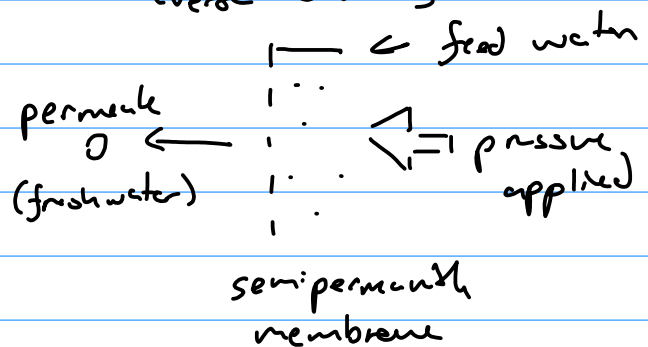 feed water
permeate
(freshwater)
pressure
applied
semipermeable
membrane